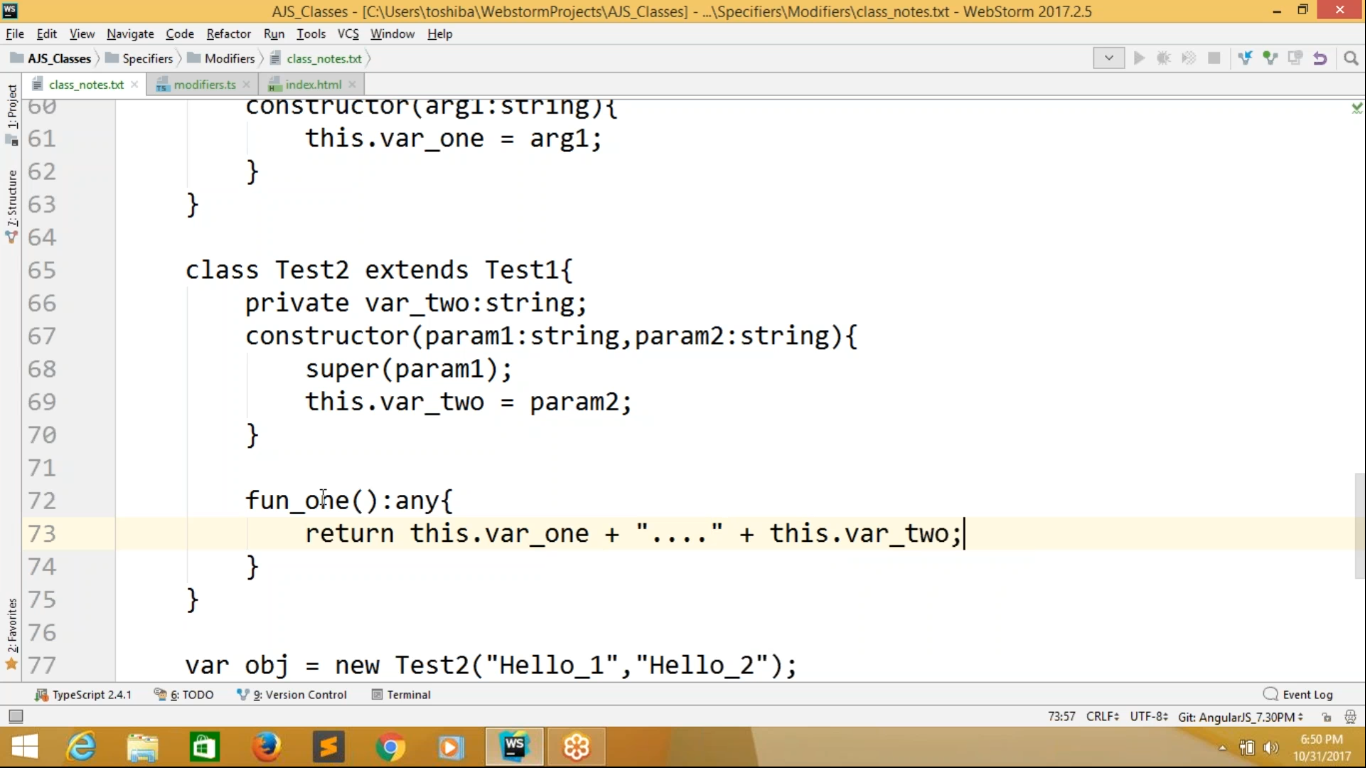 WS AJS_Classes - [C:\Users\toshiba\WebstormProjects\AJS_Classes] - ...\Specifiers\Modifiers\class_notes.txt - WebStorm 2017.2.5
File Edit View Navigate Code Refactor Run Tools VCS Window Help
AJS_Classes Specifiers Modifiers class_notes.txt
class_notes.txt modifiers.ts index.html
1: Project
7: Structure
2: Favorites
60 constructor(arg1:string){
61 this.var_one = arg1;
62 }
63 }
64
65 class Test2 extends Test1{
66 private var_two:string;
67 constructor(param1:string,param2:string){
68 super(param1);
69 this.var_two = param2;
70 }
71
72 fun_one():any{
73 return this.var_one + "...." + this.var_two;
74 }
75 }
76
77 var obj = new Test2("Hello_1","Hello_2");
TypeScript 2.4.1 6: TODO 9: Version Control Terminal Event Log
73:57 CRLF UTF-8 Git: AngularJS_7.30PM
WS
6:50 PM
10/31/2017